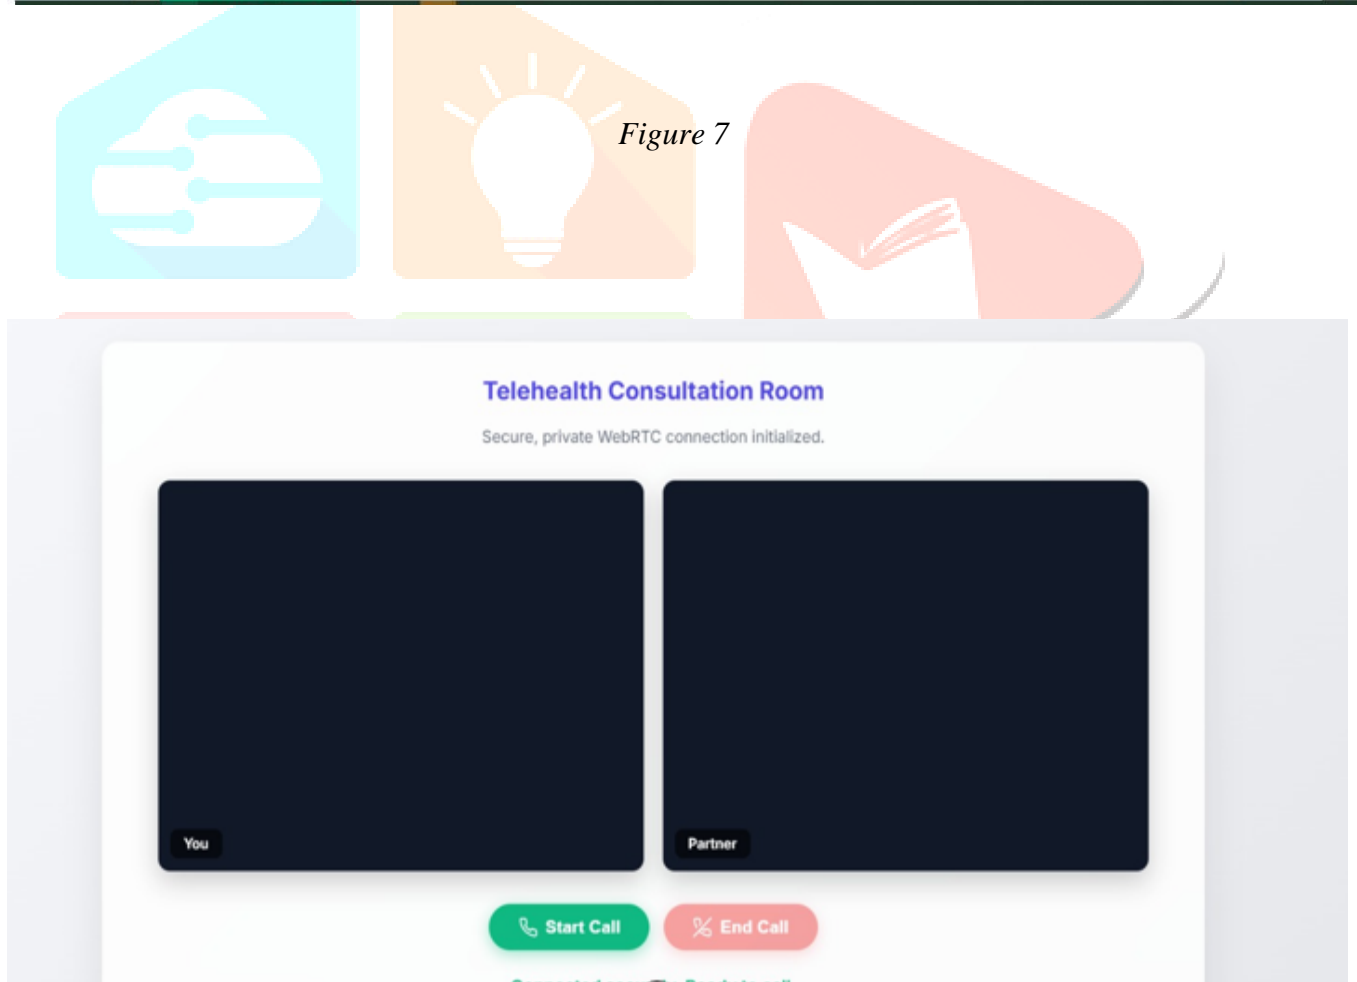 Figure 7
Telehealth Consultation Room
Secure, private WebRTC connection initialized.
You
Partner
Start Call
End Call